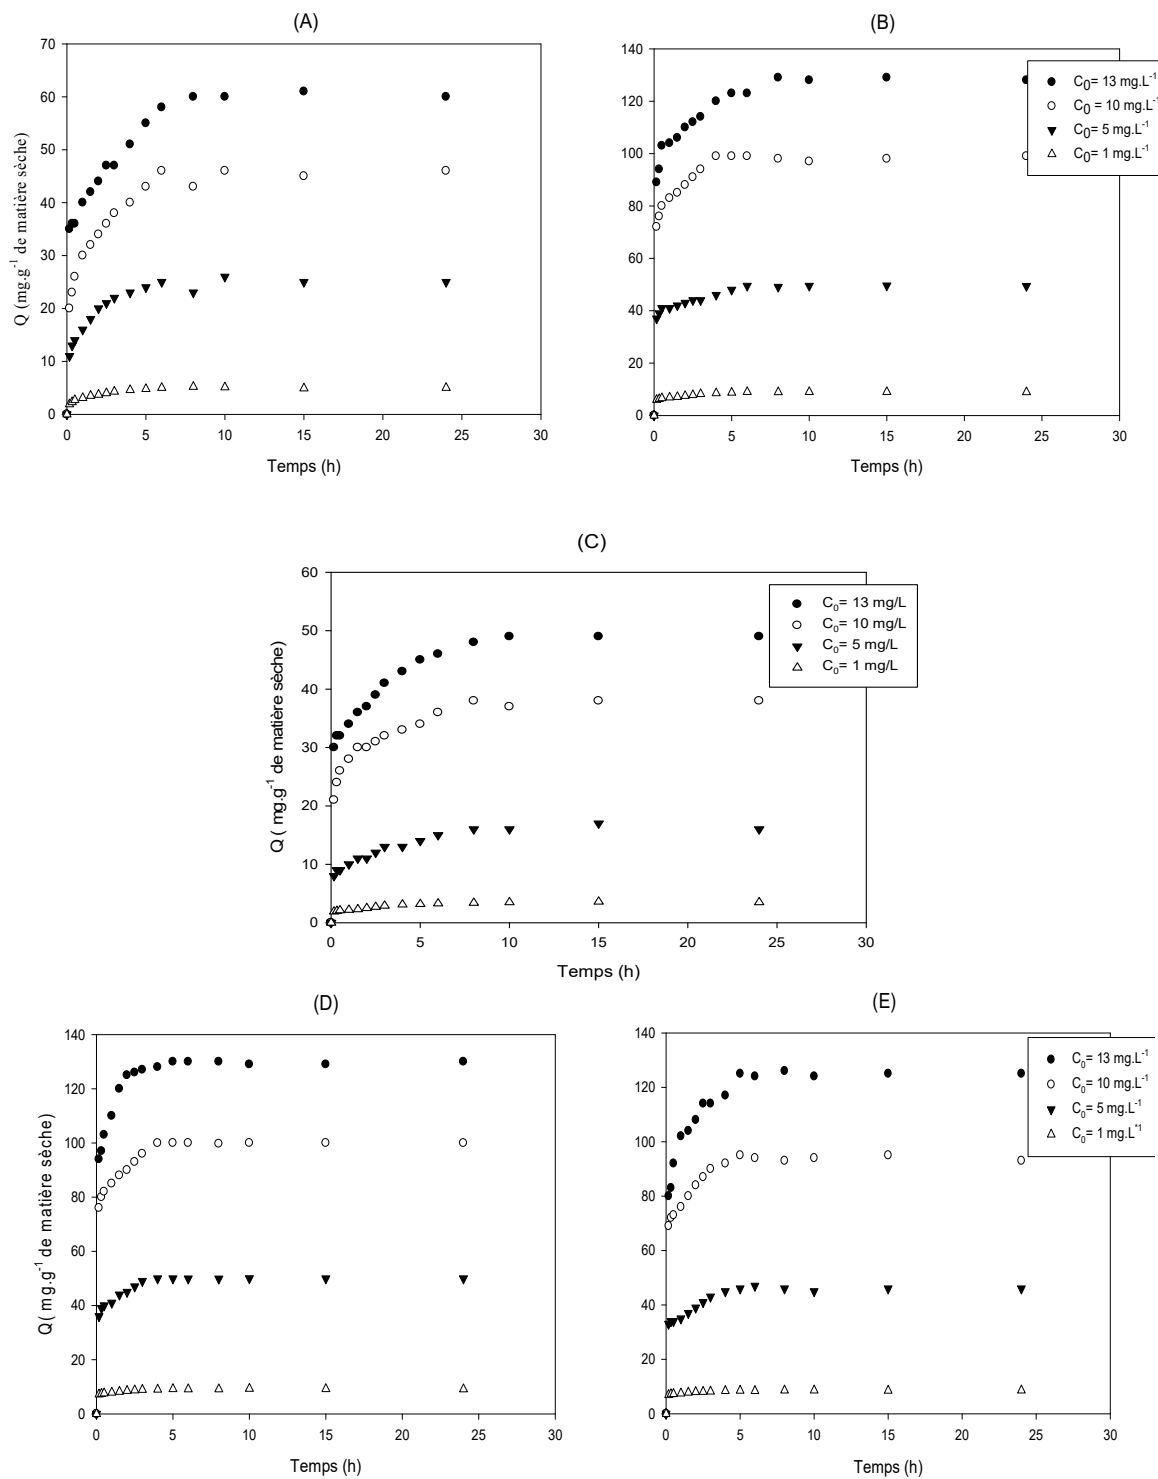 (A)
70
60
50
40
30
20
10
0
Q (mg.g⁻¹ de matière sèche)
0 5 10 15 20 25 30
Temps (h)
(B)
140
120
100
80
60
40
20
0
0 5 10 15 20 25 30
Temps (h)
C0= 13 mg.L⁻¹
C0 = 10 mg.L⁻¹
C0= 5 mg.L⁻¹
C0= 1 mg.L⁻¹
(C)
60
50
40
30
20
10
0
Q ( mg.g⁻¹ de matière sèche)
0 5 10 15 20 25 30
Temps (h)
C₀= 13 mg/L
C₀= 10 mg/L
C₀= 5 mg/L
C₀= 1 mg/L
(D)
140
120
100
80
60
40
20
0
Q ( mg.g⁻¹ de matière sèche)
0 5 10 15 20 25 30
Temps (h)
(E)
140
120
100
80
60
40
20
0
0 5 10 15 20 25 30
Temps (h)
C₀= 13 mg.L⁻¹
C₀= 10 mg.L⁻¹
C₀= 5 mg.L⁻¹
C₀= 1 mg.L*¹